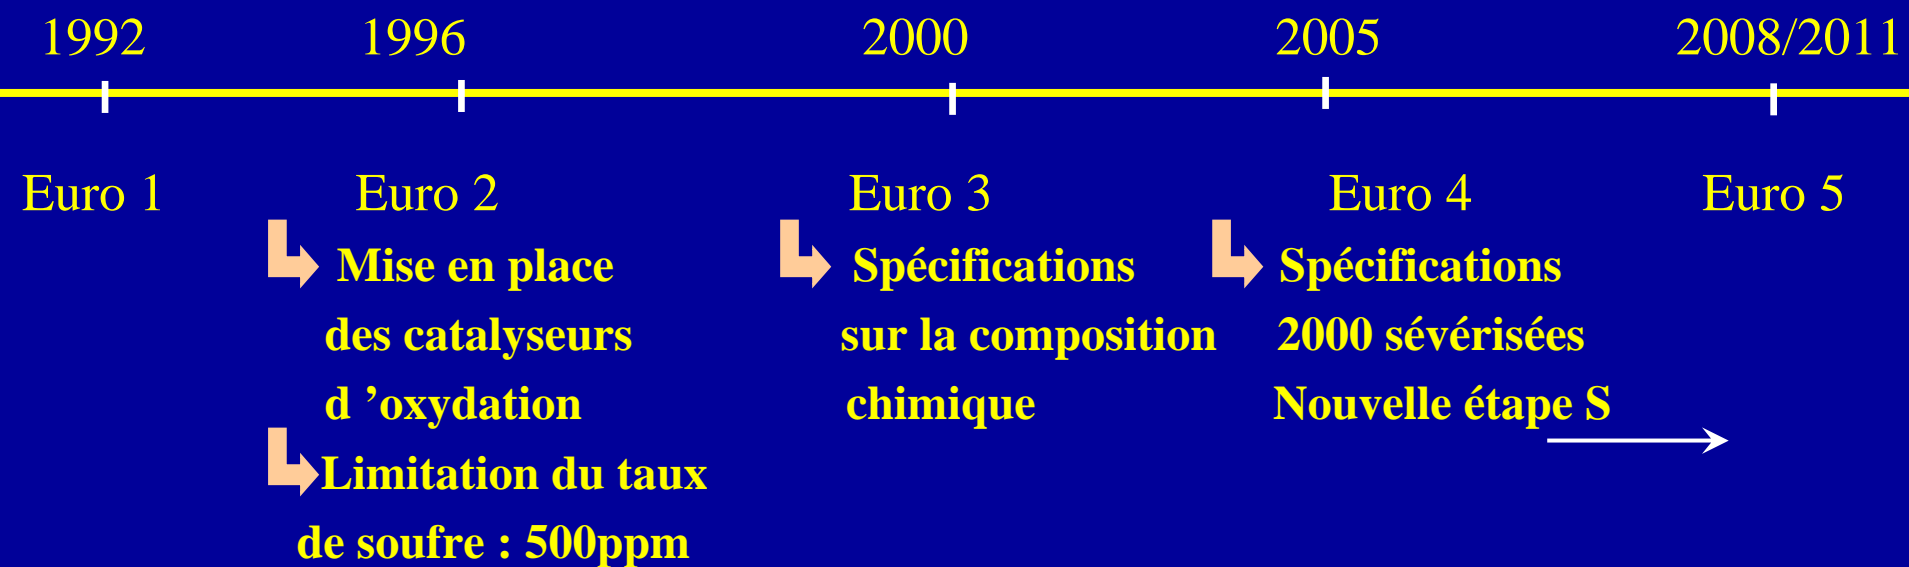 1992 1996 2000 2005 2008/2011
Euro 1 Euro 2 Euro 3 Euro 4 Euro 5
Mise en place
des catalyseurs
d ’oxydation
Limitation du taux
de soufre : 500ppm
Spécifications
sur la composition
chimique
Spécifications
2000 sévérisées
Nouvelle étape S